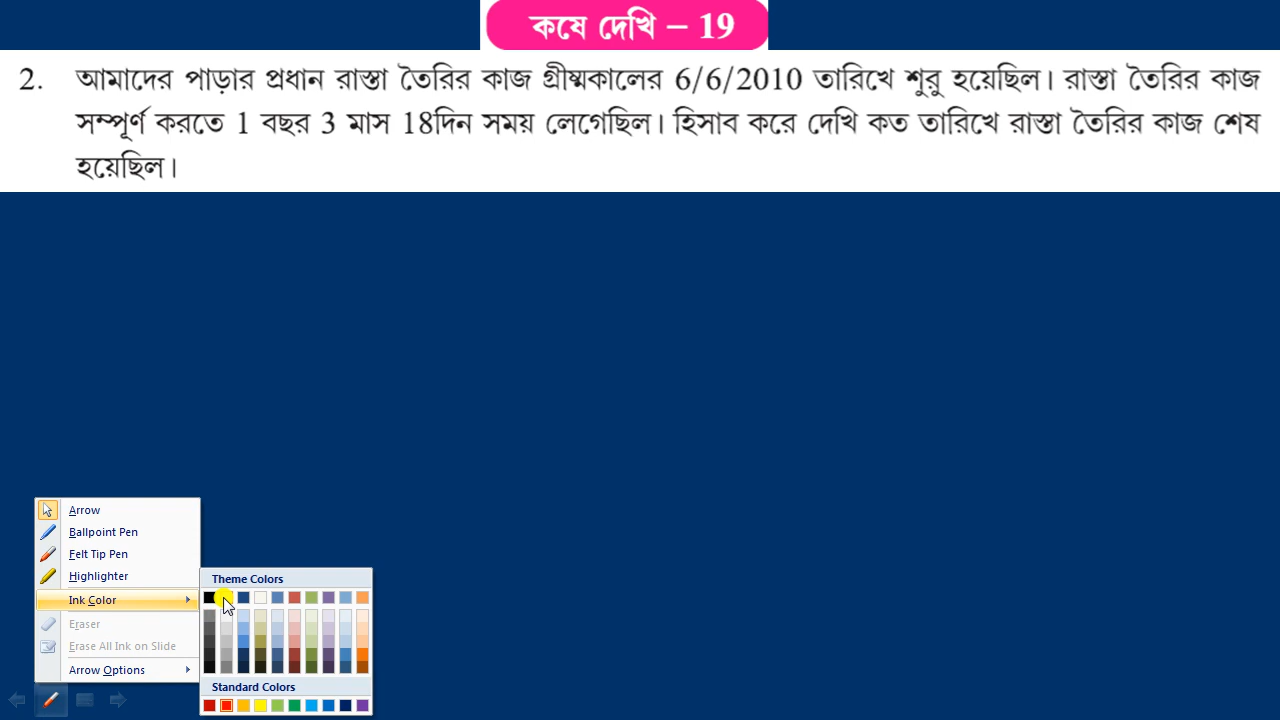 কষে দেখি – 19
2. আমাদের পাড়ার প্রধান রাস্তা তৈরির কাজ গ্রীষ্মকালের 6/6/2010 তারিখে শুরু হয়েছিল। রাস্তা তৈরির কাজ
সম্পূর্ণ করতে 1 বছর 3 মাস 18দিন সময় লেগেছিল। হিসাব করে দেখি কত তারিখে রাস্তা তৈরির কাজ শেষ
হয়েছিল।
Arrow
Ballpoint Pen
Felt Tip Pen
Highlighter
Ink Color
Eraser
Erase All Ink on Slide
Arrow Options
Theme Colors
Standard Colors